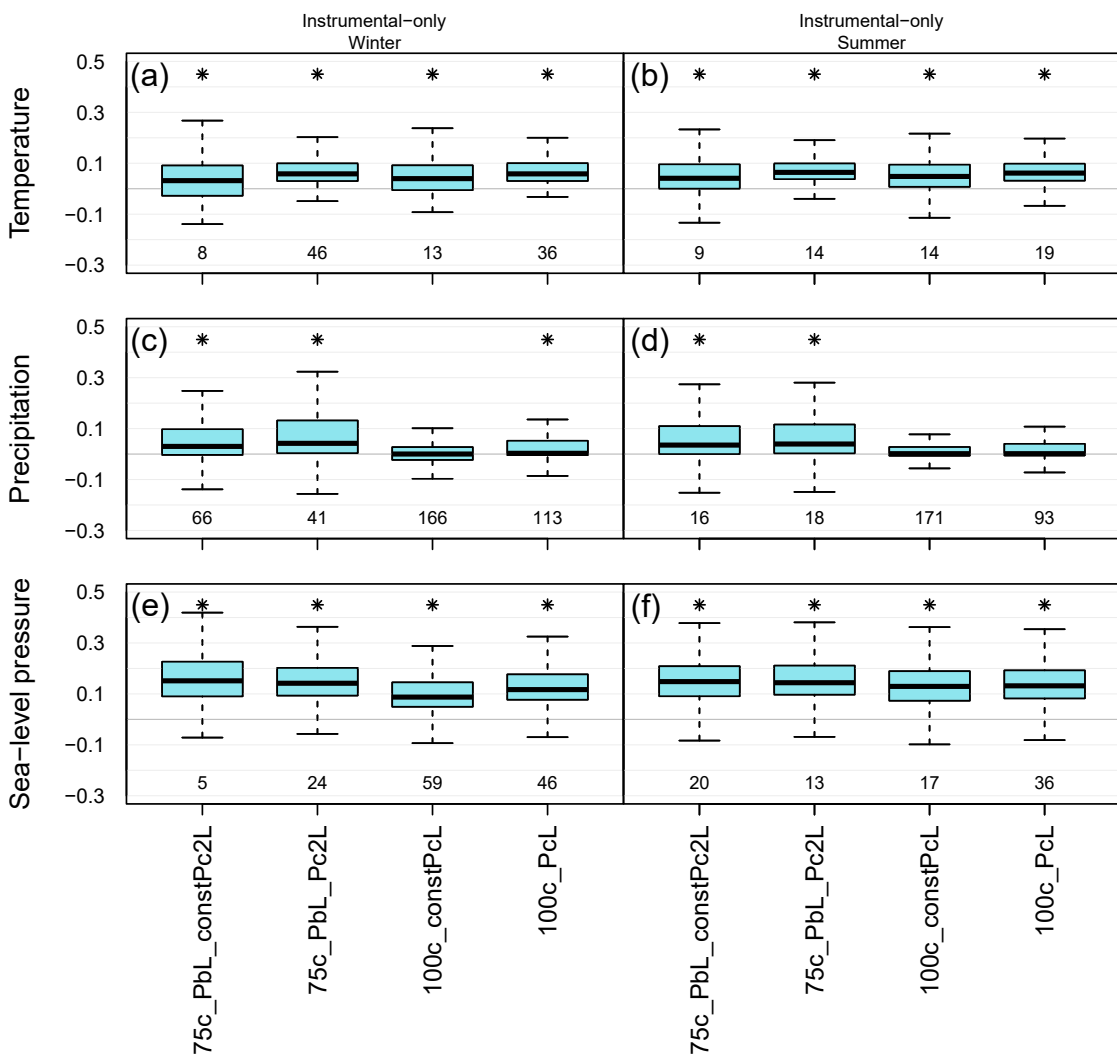 Instrumental−only
Winter
Instrumental−only
Summer
Temperature
0.5
0.3
0.1
−0.1
−0.3
(a)
*
*
*
*
8
46
13
36
(b)
*
*
*
*
9
14
14
19
Precipitation
0.5
0.3
0.1
−0.1
−0.3
(c)
*
*
*
66
41
166
113
(d)
*
*
16
18
171
93
Sea−level pressure
0.5
0.3
0.1
−0.1
−0.3
(e)
*
*
*
*
5
24
59
46
(f)
*
*
*
*
20
13
17
36
75c_PbL_constPc2L
75c_PbL_Pc2L
100c_constPcL
100c_PcL
75c_PbL_constPc2L
75c_PbL_Pc2L
100c_constPcL
100c_PcL